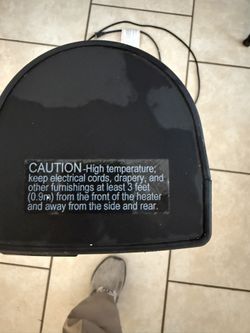 CAUTION-High temperature;
keep electrical cords, drapery, and
other furnishings at least 3 feet
(0.9m) from the front of the heater
and away from the side and rear.